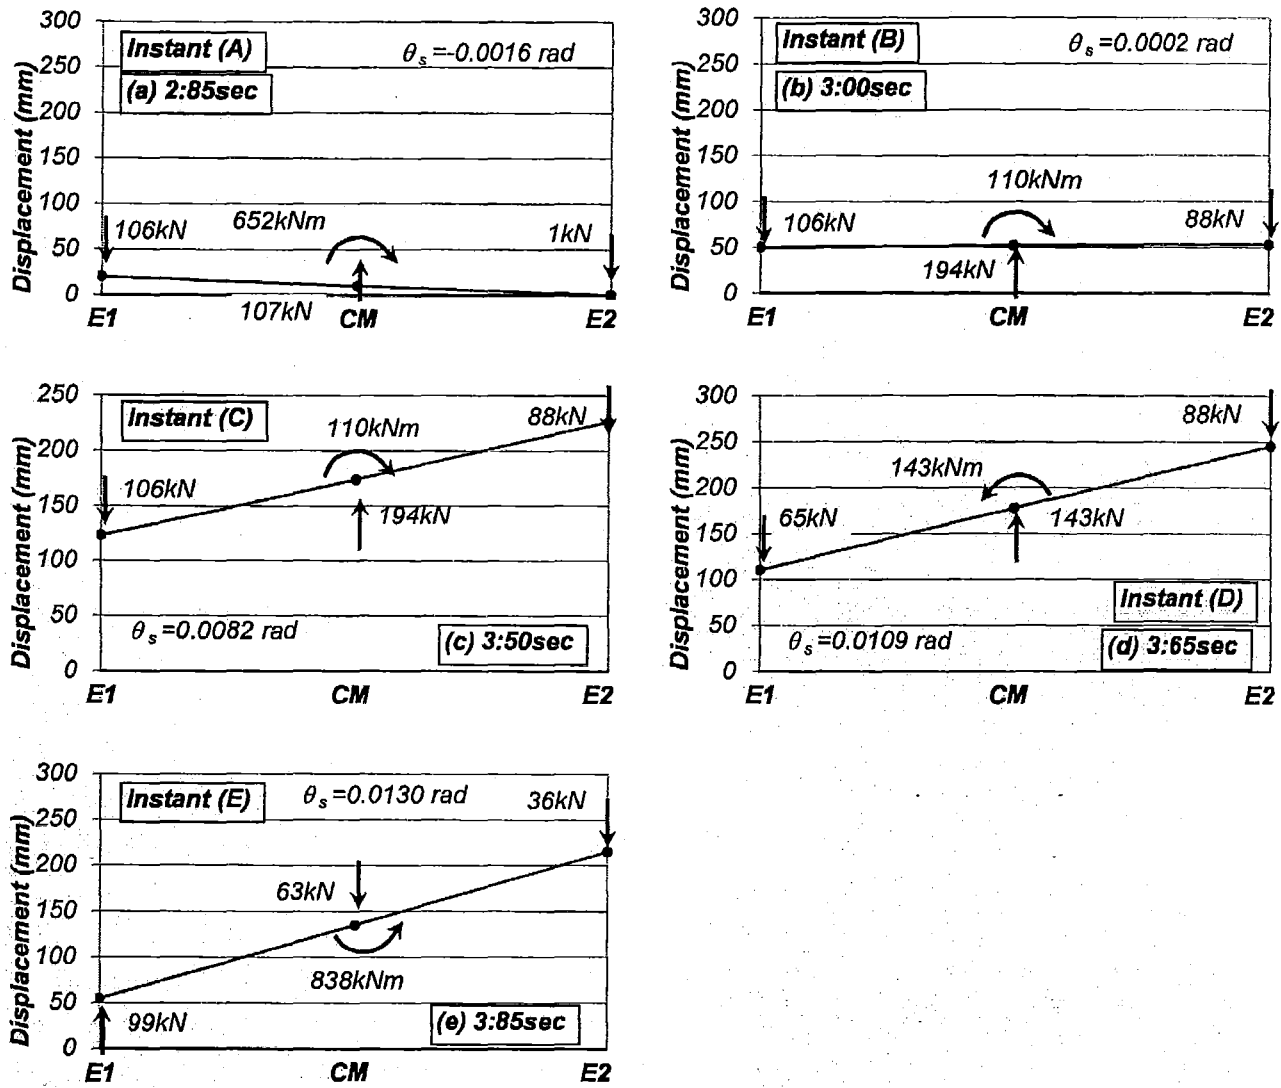 Displacement (mm)
300
250
200
150
100
50
0
Instant (A)
θs=-0.0016 rad
(a) 2:85sec
106kN
652kNm
1kN
107kN
E1
CM
E2
Displacement (mm)
300
250
200
150
100
50
0
Instant (B)
θs=0.0002 rad
(b) 3:00sec
110kNm
106kN
88kN
194kN
E1
CM
E2
Displacement (mm)
250
200
150
100
50
0
Instant (C)
88kN
110kNm
106kN
194kN
θs=0.0082 rad
(c) 3:50sec
E1
CM
E2
Displacement (mm)
300
250
200
150
100
50
0
88kN
143kNm
65kN
143kN
Instant (D)
θs=0.0109 rad
(d) 3:65sec
E1
CM
E2
Displacement (mm)
300
250
200
150
100
50
0
Instant (E)
θs=0.0130 rad
36kN
63kN
838kNm
99kN
(e) 3:85sec
E1
CM
E2